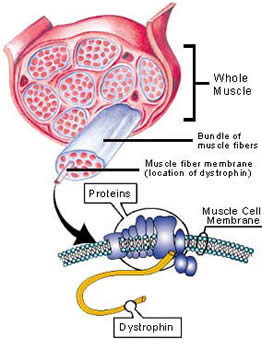 Whole
Muscle
Bundle of
muscle fibers
Muscle fiber membrane
(location of dystrophin)
Proteins
Muscle Cell
Membrane
Dystrophin